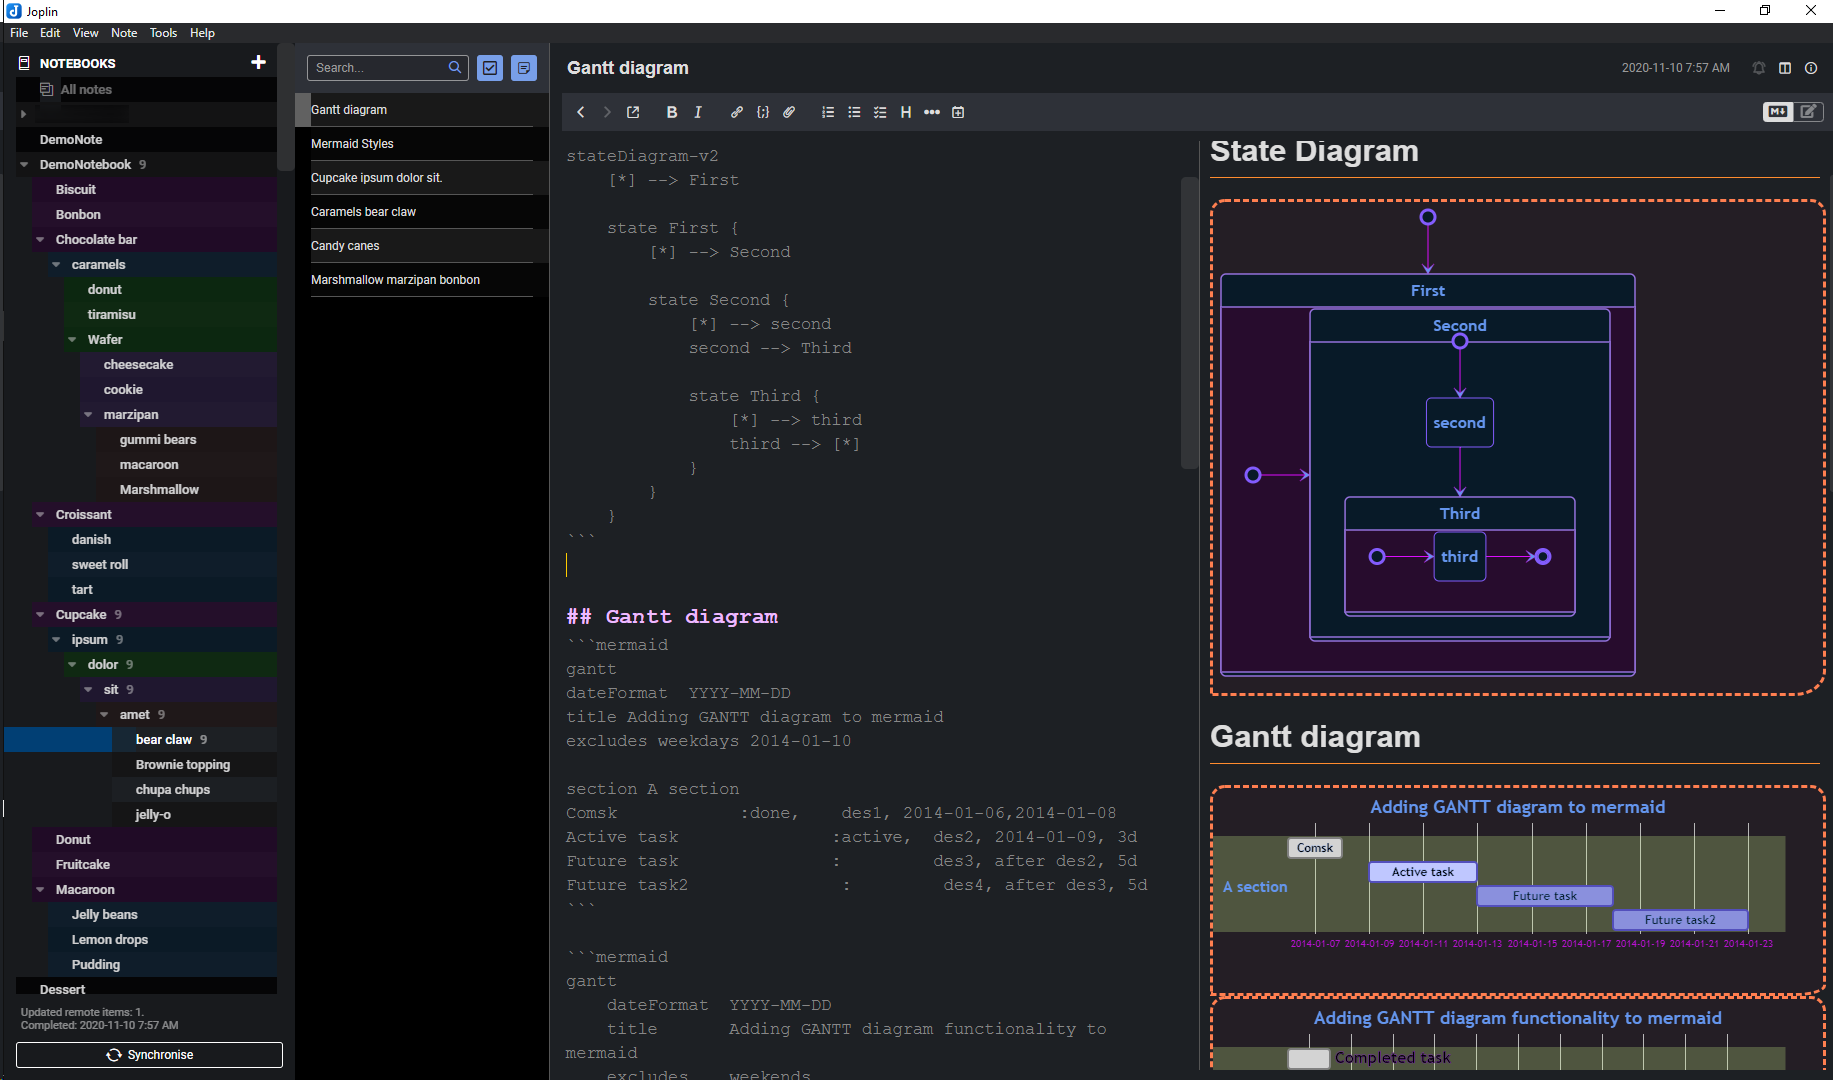 Joplin
File Edit View Note Tools Help
NOTEBOOKS
All notes
DemoNote
DemoNotebook 9
Biscuit
Bonbon
Chocolate bar
caramels
donut
tiramisu
Wafer
cheesecake
cookie
marzipan
gummi bears
macaroon
Marshmallow
Croissant
danish
sweet roll
tart
Cupcake 9
ipsum 9
dolor 9
sit 9
amet 9
bear claw 9
Brownie topping
chupa chups
jelly-o
Donut
Fruitcake
Macaroon
Jelly beans
Lemon drops
Pudding
Dessert
Updated remote items: 1.
Completed: 2020-11-10 7:57 AM
Synchronise
Search...
Gantt diagram
Mermaid Styles
Cupcake ipsum dolor sit.
Caramels bear claw
Candy canes
Marshmallow marzipan bonbon
Gantt diagram
2020-11-10 7:57 AM
B I {;} H M↓
stateDiagram-v2
[*] --> First
state First {
[*] --> Second
state Second {
[*] --> second
second --> Third
state Third {
[*] --> third
third --> [*]
}
}
}
```
## Gantt diagram
```mermaid
gantt
dateFormat YYYY-MM-DD
title Adding GANTT diagram to mermaid
excludes weekdays 2014-01-10
section A section
Comsk :done, des1, 2014-01-06,2014-01-08
Active task :active, des2, 2014-01-09, 3d
Future task : des3, after des2, 5d
Future task2 : des4, after des3, 5d
```
```mermaid
gantt
dateFormat YYYY-MM-DD
title Adding GANTT diagram functionality to
mermaid
excludes weekends
State Diagram
First
Second
second
Third
third
Gantt diagram
Adding GANTT diagram to mermaid
Comsk
Active task
A section
Future task
Future task2
2014-01-07 2014-01-09 2014-01-11 2014-01-13 2014-01-15 2014-01-17 2014-01-19 2014-01-21 2014-01-23
Adding GANTT diagram functionality to mermaid
Completed task